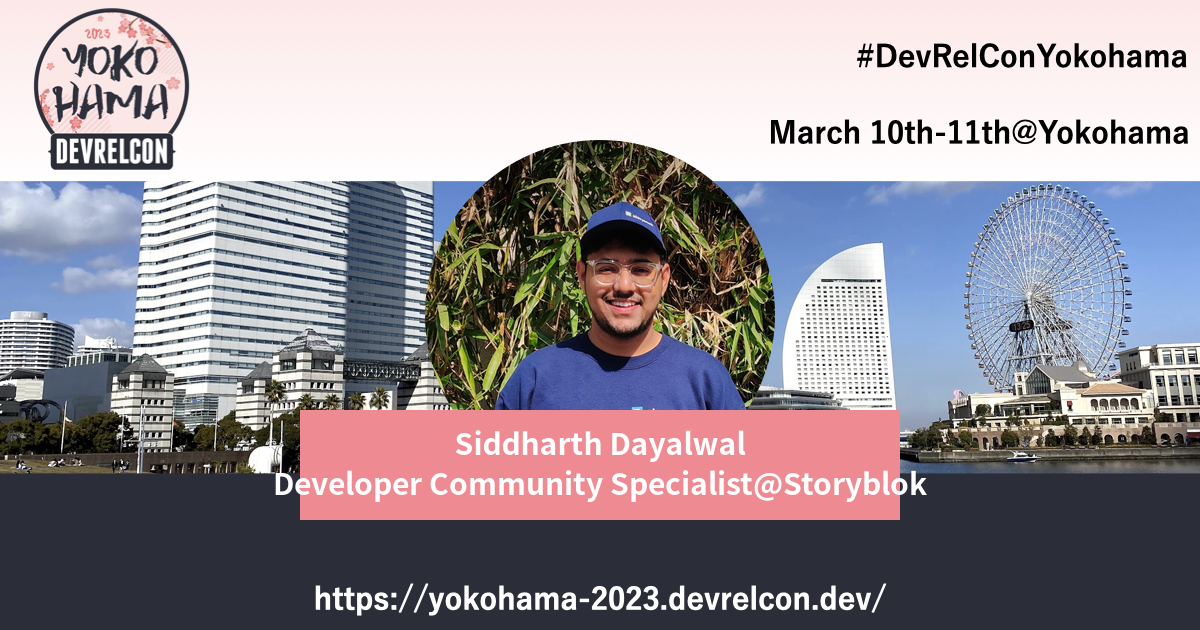 2023
YOKO
HAMA
DEVRELCON
#DevRelConYokohama
March 10th-11th@Yokohama
Siddharth Dayalwal
Developer Community Specialist@Storyblok
https://yokohama-2023.devrelcon.dev/